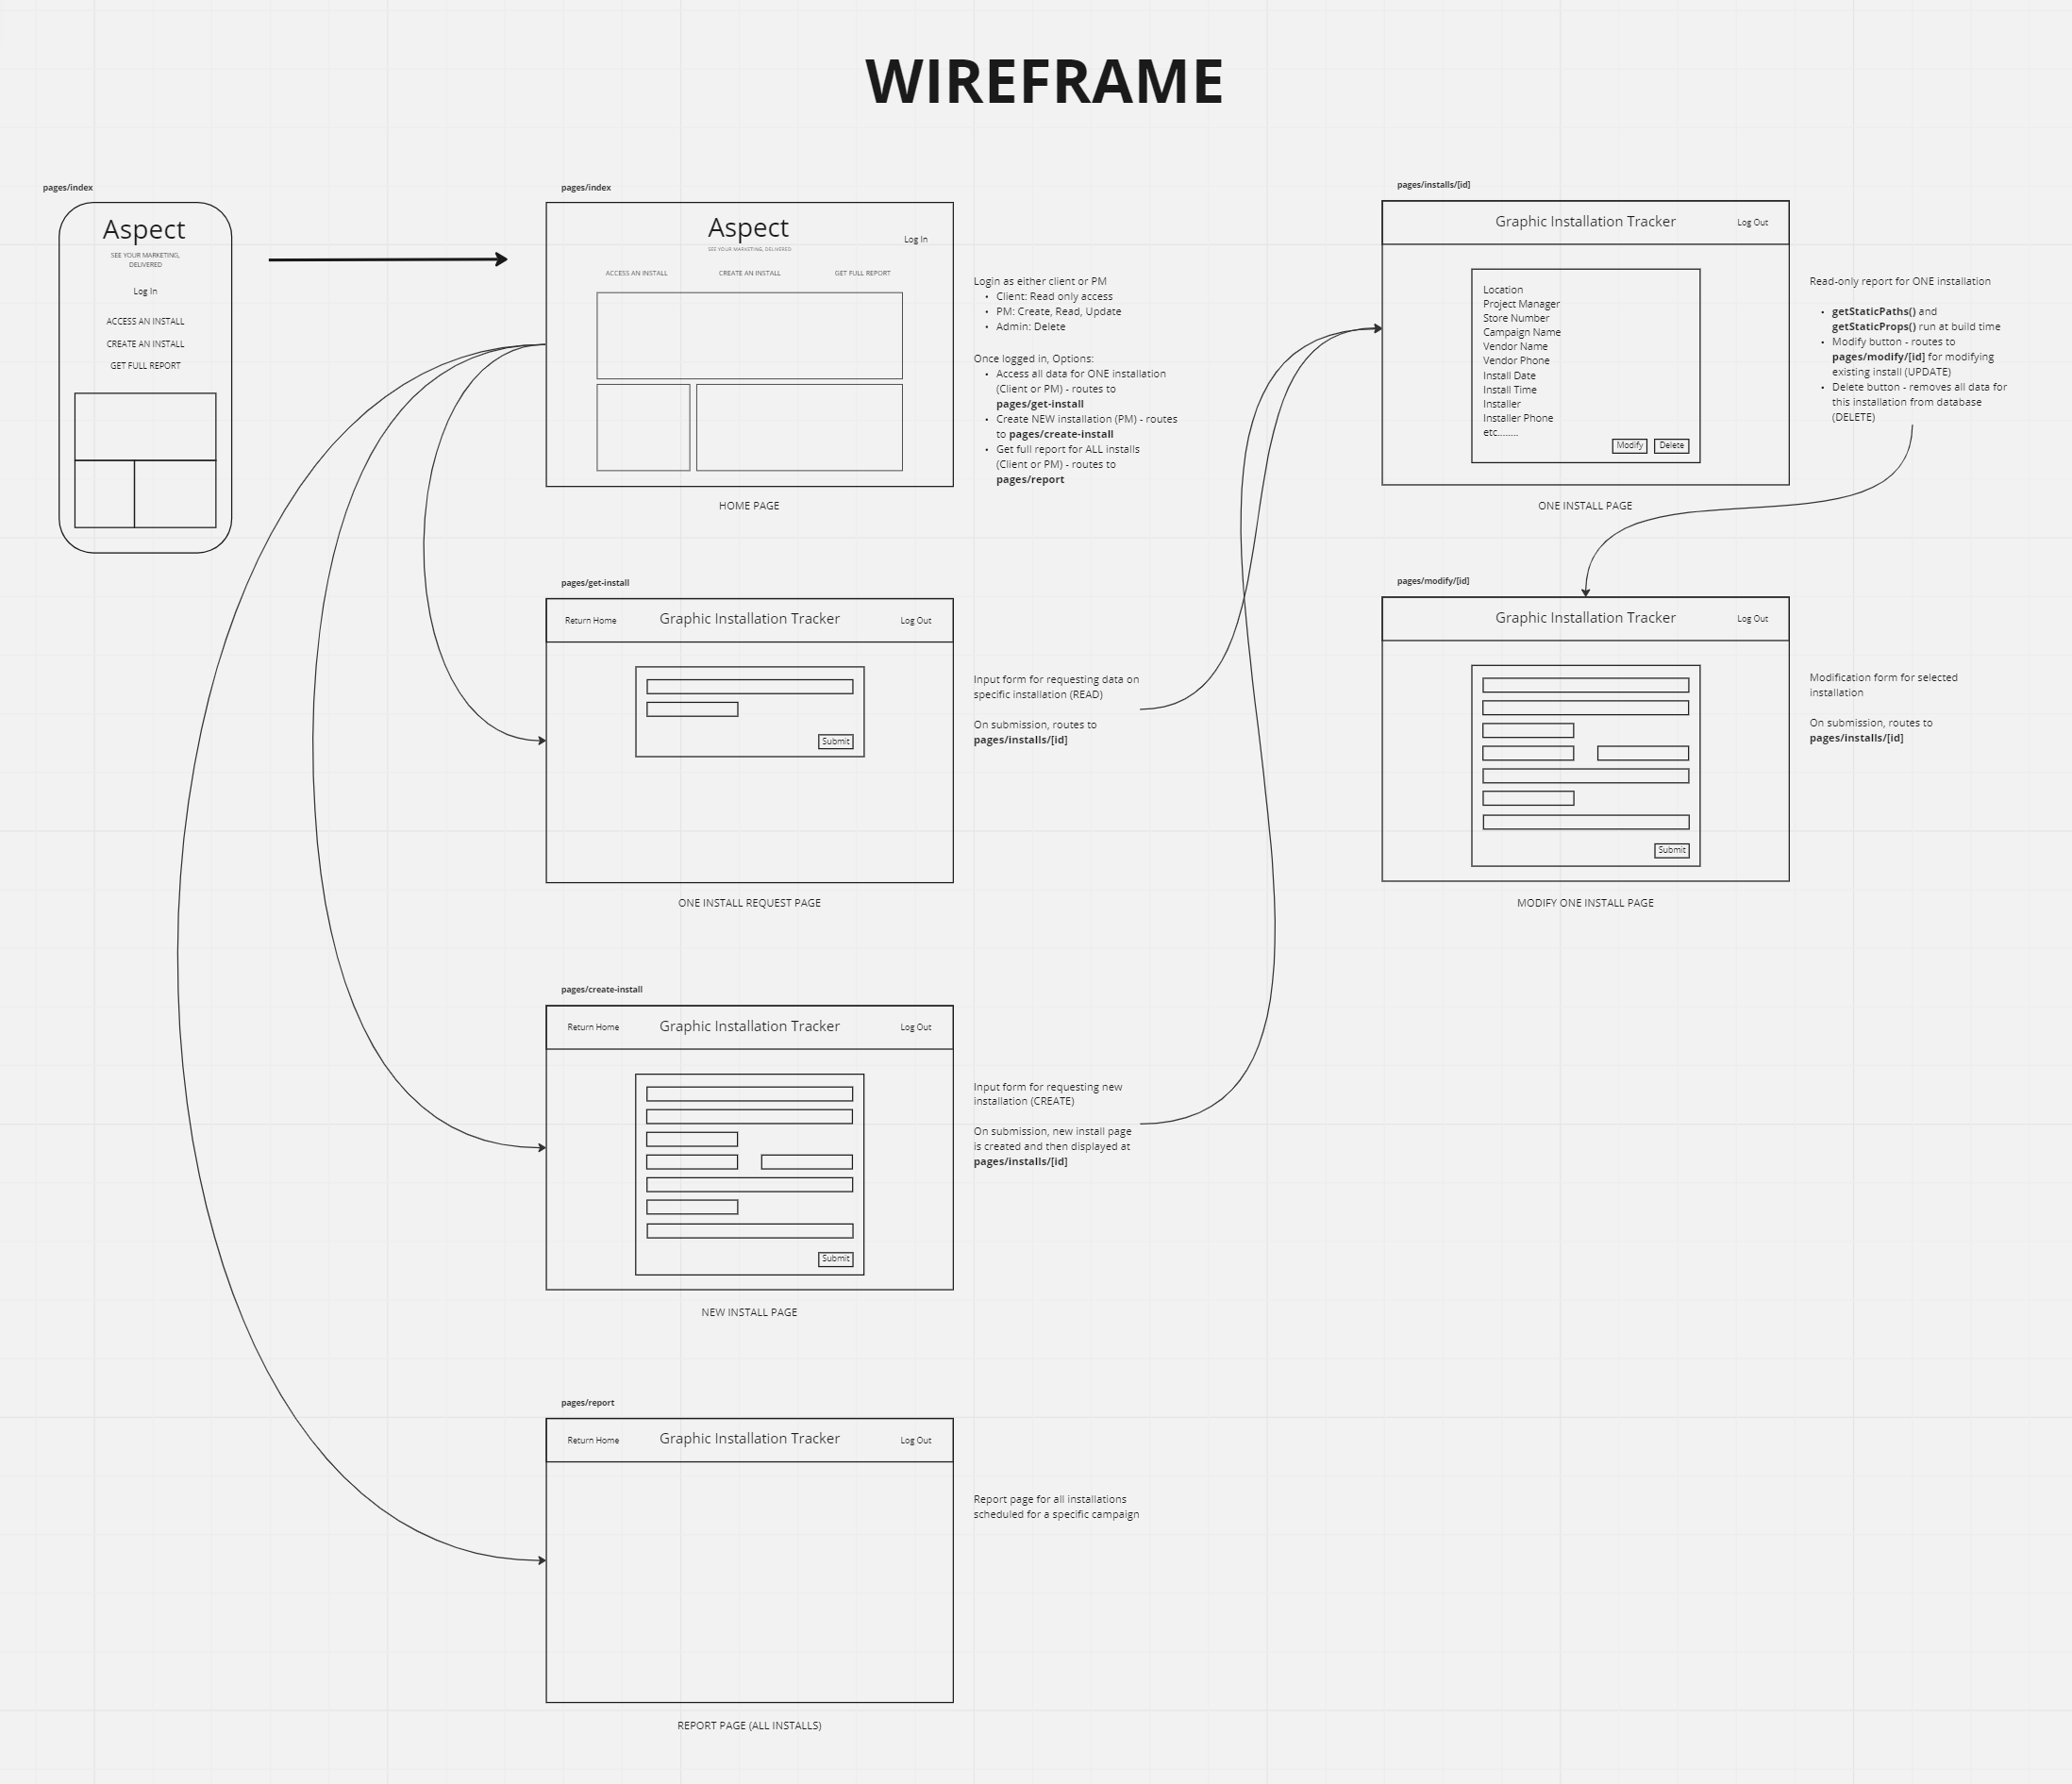 WIREFRAME
pages/index
Aspect
SEE YOUR MARKETING,
DELIVERED
Log In
ACCESS AN INSTALL
CREATE AN INSTALL
GET FULL REPORT
pages/index
Aspect
SEE YOUR MARKETING, DELIVERED
Log In
ACCESS AN INSTALL
CREATE AN INSTALL
GET FULL REPORT
HOME PAGE
Login as either client or PM
• Client: Read only access
• PM: Create, Read, Update
• Admin: Delete
Once logged in, Options:
• Access all data for ONE installation
(Client or PM) - routes to
pages/get-install
• Create NEW installation (PM) - routes
to pages/create-install
• Get full report for ALL installs
(Client or PM) - routes to
pages/report
pages/installs/[id]
Graphic Installation Tracker
Log Out
Location
Project Manager
Store Number
Campaign Name
Vendor Name
Vendor Phone
Install Date
Install Time
Installer
Installer Phone
etc........
Modify
Delete
ONE INSTALL PAGE
Read-only report for ONE installation
• getStaticPaths() and
getStaticProps() run at build time
• Modify button - routes to
pages/modify/[id] for modifying
existing install (UPDATE)
• Delete button - removes all data for
this installation from database
(DELETE)
pages/get-install
Return Home
Graphic Installation Tracker
Log Out
Submit
ONE INSTALL REQUEST PAGE
Input form for requesting data on
specific installation (READ)
On submission, routes to
pages/installs/[id]
pages/modify/[id]
Graphic Installation Tracker
Log Out
Submit
MODIFY ONE INSTALL PAGE
Modification form for selected
installation
On submission, routes to
pages/installs/[id]
pages/create-install
Return Home
Graphic Installation Tracker
Log Out
Submit
NEW INSTALL PAGE
Input form for requesting new
installation (CREATE)
On submission, new install page
is created and then displayed at
pages/installs/[id]
pages/report
Return Home
Graphic Installation Tracker
Log Out
REPORT PAGE (ALL INSTALLS)
Report page for all installations
scheduled for a specific campaign